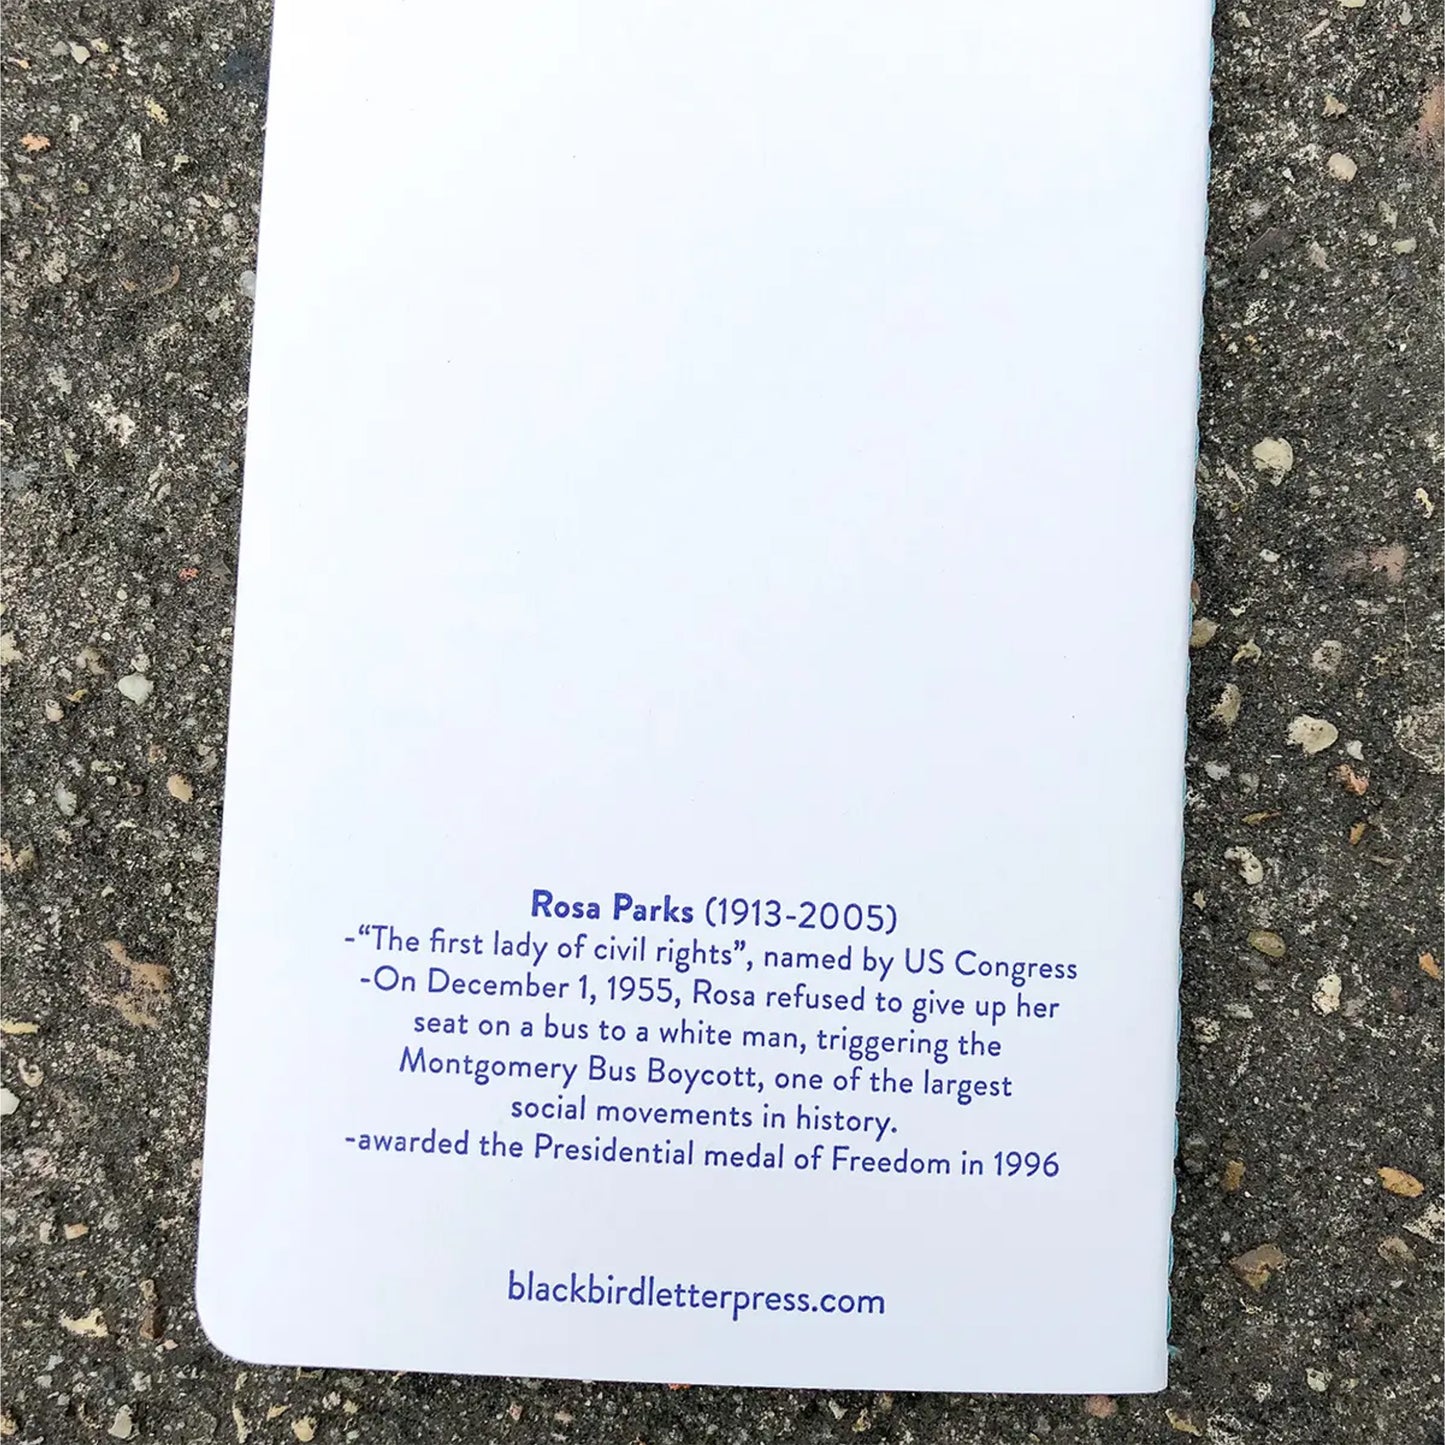 Rosa Parks (1913-2005)
-“The first lady of civil rights”, named by US Congress
-On December 1, 1955, Rosa refused to give up her
seat on a bus to a white man, triggering the
Montgomery Bus Boycott, one of the largest
social movements in history.
-awarded the Presidential medal of Freedom in 1996
blackbirdletterpress.com